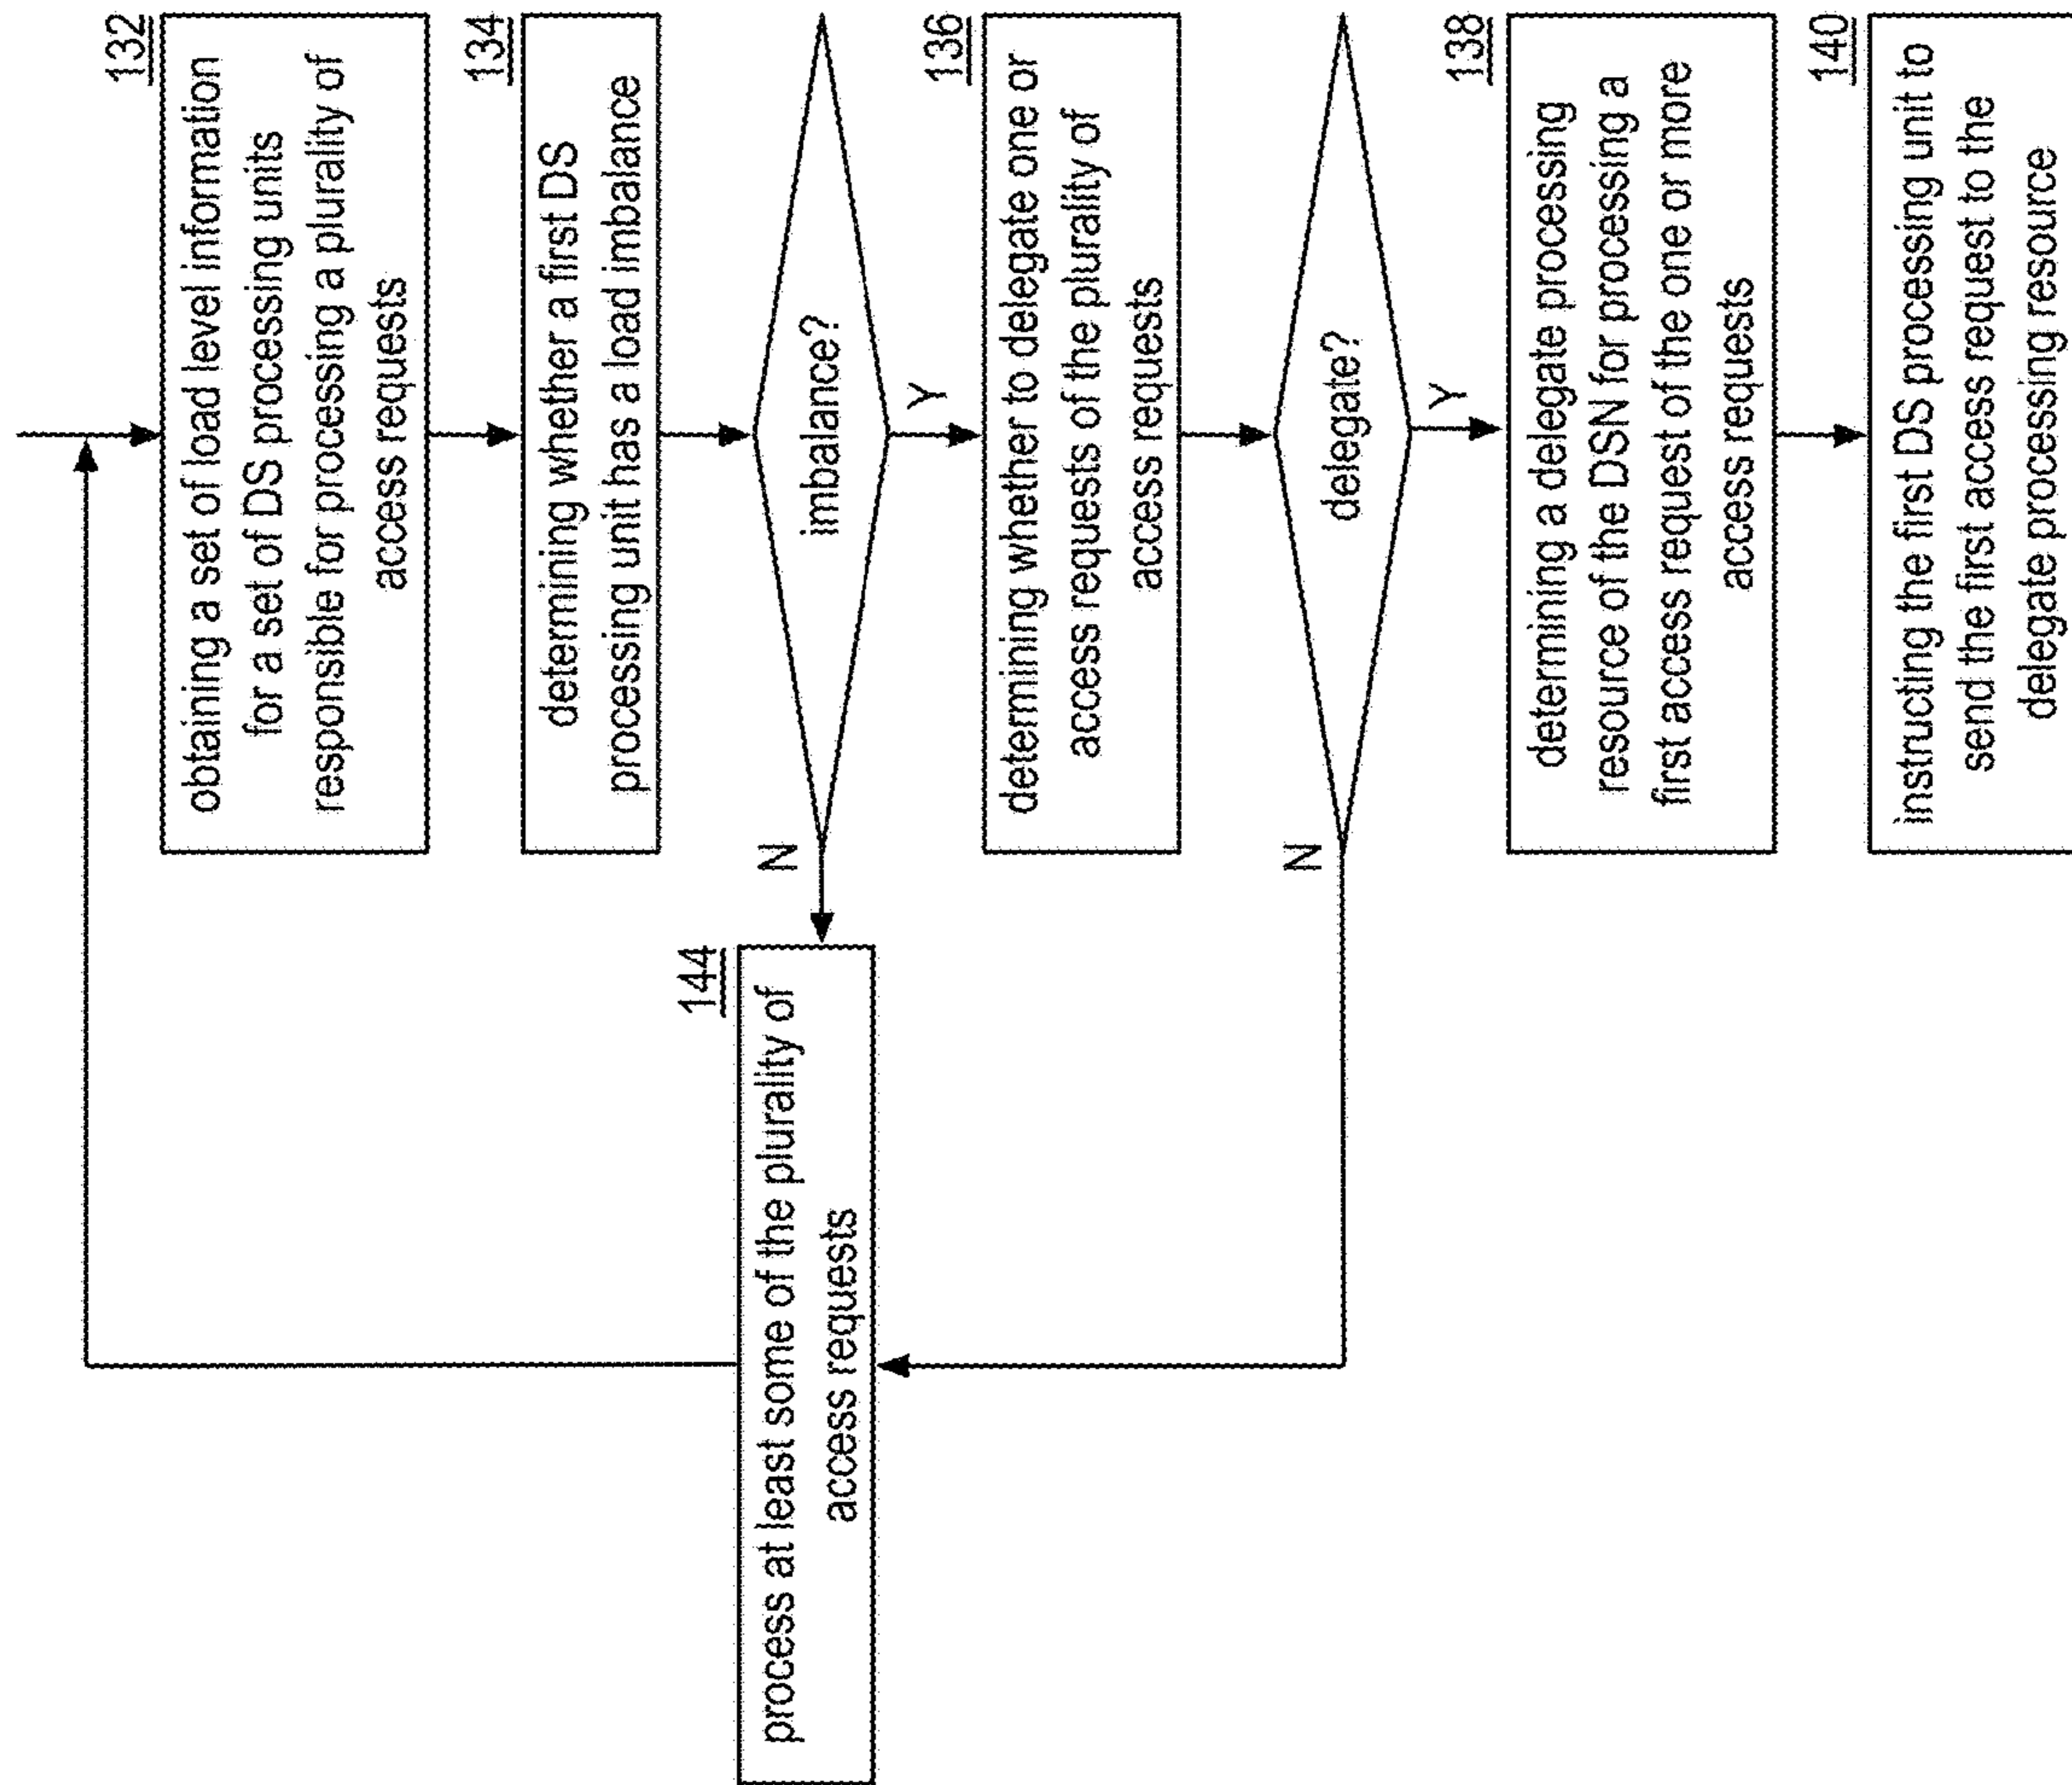 132
obtaining a set of load level information
for a set of DS processing units
responsible for processing a plurality of
access requests
134
determining whether a first DS
processing unit has a load imbalance
imbalance?
N
Y
144
process at least some of the plurality of
access requests
136
determining whether to delegate one or
access requests of the plurality of
access requests
delegate?
N
Y
138
determining a delegate processing
resource of the DSN for processing a
first access request of the one or more
access requests
140
instructing the first DS processing unit to
send the first access request to the
delegate processing resource